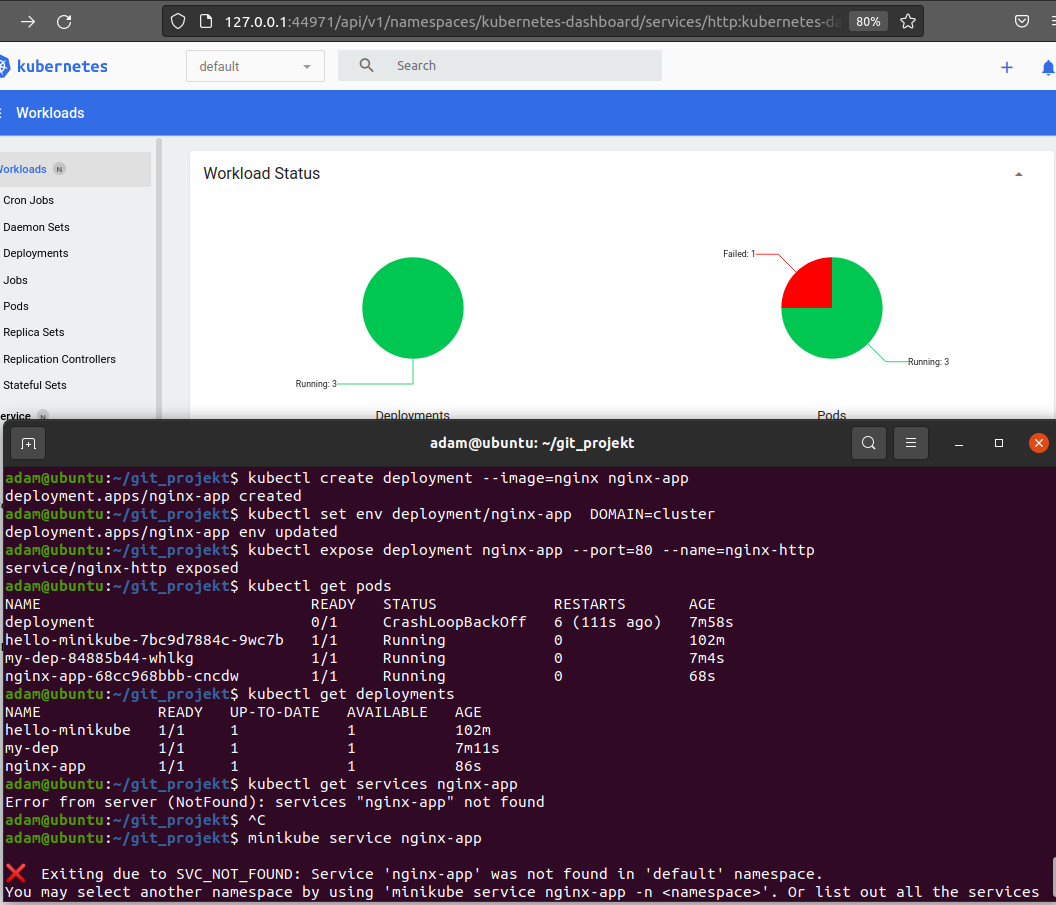 127.0.0.1:44971/api/v1/namespaces/kubernetes-dashboard/services/http:kubernetes-da 80%
kubernetes default Search
Workloads
Workloads N
Cron Jobs
Daemon Sets
Deployments
Jobs
Pods
Replica Sets
Replication Controllers
Stateful Sets
ervice N
Workload Status
Running: 3
Deployments
Failed: 1
Running: 3
Pods
adam@ubuntu: ~/git_projekt
adam@ubuntu:~/git_projekt$ kubectl create deployment --image=nginx nginx-app
deployment.apps/nginx-app created
adam@ubuntu:~/git_projekt$ kubectl set env deployment/nginx-app  DOMAIN=cluster
deployment.apps/nginx-app env updated
adam@ubuntu:~/git_projekt$ kubectl expose deployment nginx-app --port=80 --name=nginx-http
service/nginx-http exposed
adam@ubuntu:~/git_projekt$ kubectl get pods
NAME READY STATUS RESTARTS AGE
deployment 0/1 CrashLoopBackOff 6 (111s ago) 7m58s
hello-minikube-7bc9d7884c-9wc7b 1/1 Running 0 102m
my-dep-84885b44-whlkg 1/1 Running 0 7m4s
nginx-app-68cc968bbb-cncdw 1/1 Running 0 68s
adam@ubuntu:~/git_projekt$ kubectl get deployments
NAME READY UP-TO-DATE AVAILABLE AGE
hello-minikube 1/1 1 1 102m
my-dep 1/1 1 1 7m11s
nginx-app 1/1 1 1 86s
adam@ubuntu:~/git_projekt$ kubectl get services nginx-app
Error from server (NotFound): services "nginx-app" not found
adam@ubuntu:~/git_projekt$ ^C
adam@ubuntu:~/git_projekt$ minikube service nginx-app
❌ Exiting due to SVC_NOT_FOUND: Service 'nginx-app' was not found in 'default' namespace.
You may select another namespace by using 'minikube service nginx-app -n <namespace>'. Or list out all the services